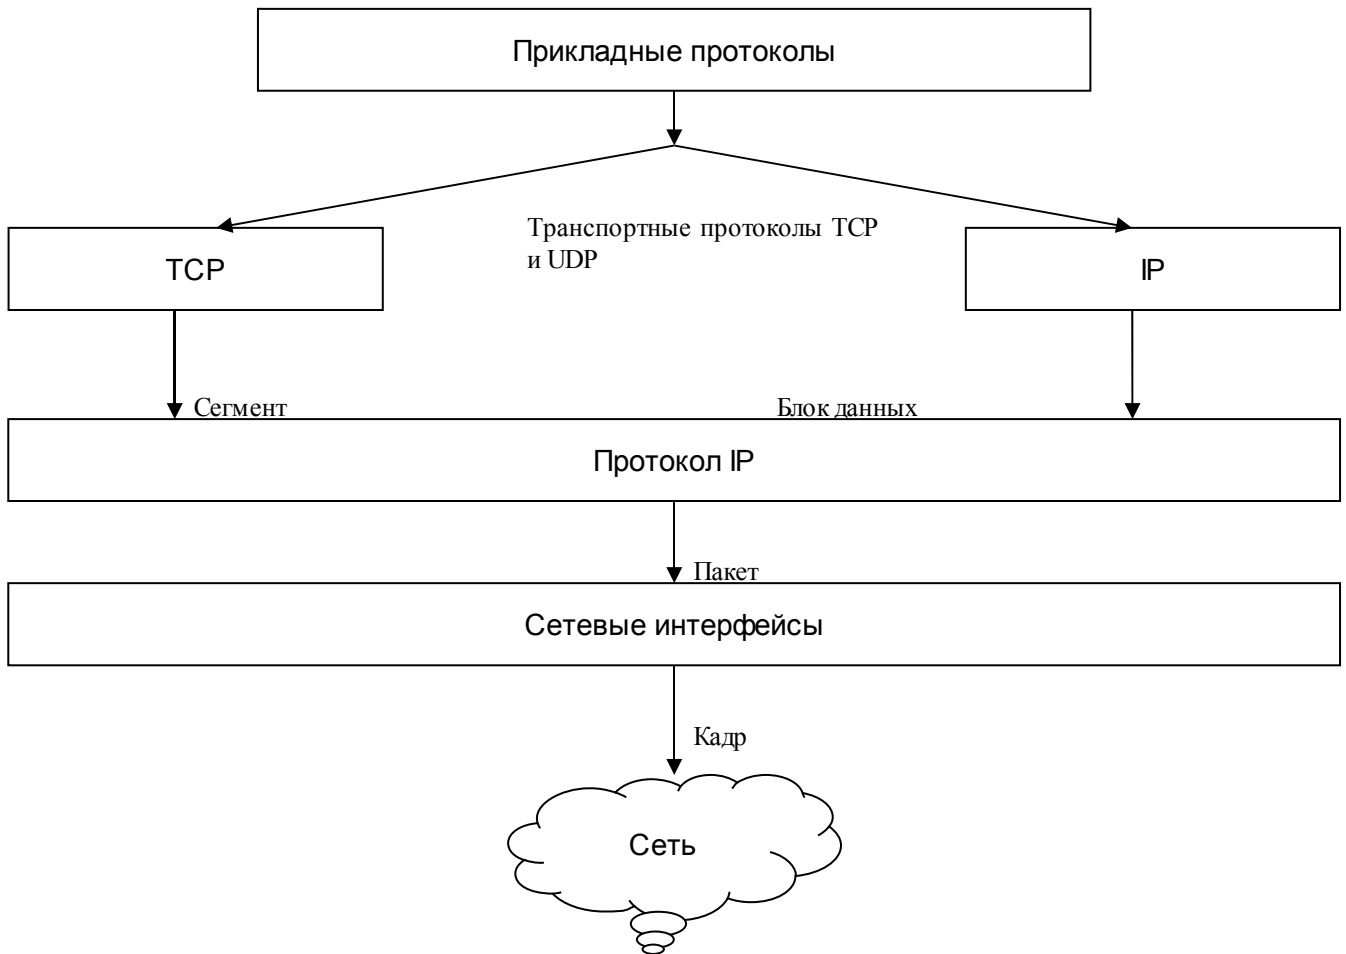 Прикладные протоколы
Транспортные протоколы TCP
и UDP
TCP
IP
Сегмент
Блок данных
Протокол IP
Пакет
Сетевые интерфейсы
Кадр
Сеть